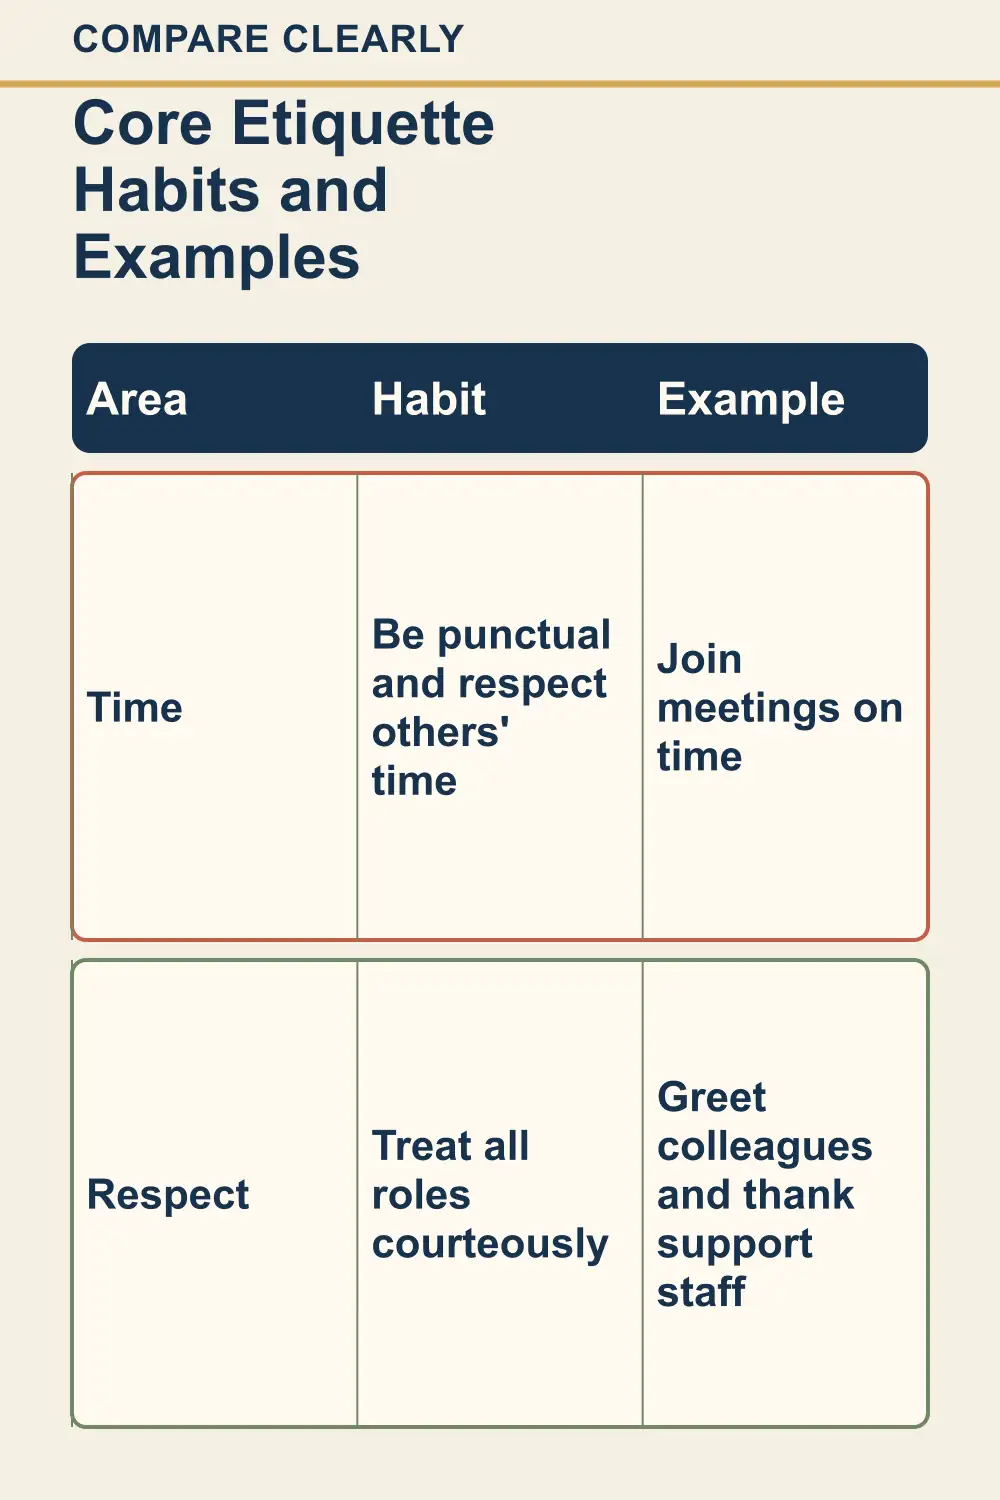 COMPARE CLEARLY
Core Etiquette
Habits and
Examples
Area Habit Example
Time
Be punctual
and respect
others'
time
Join
meetings on
time
Respect
Treat all
roles
courteously
Greet
colleagues
and thank
support
staff